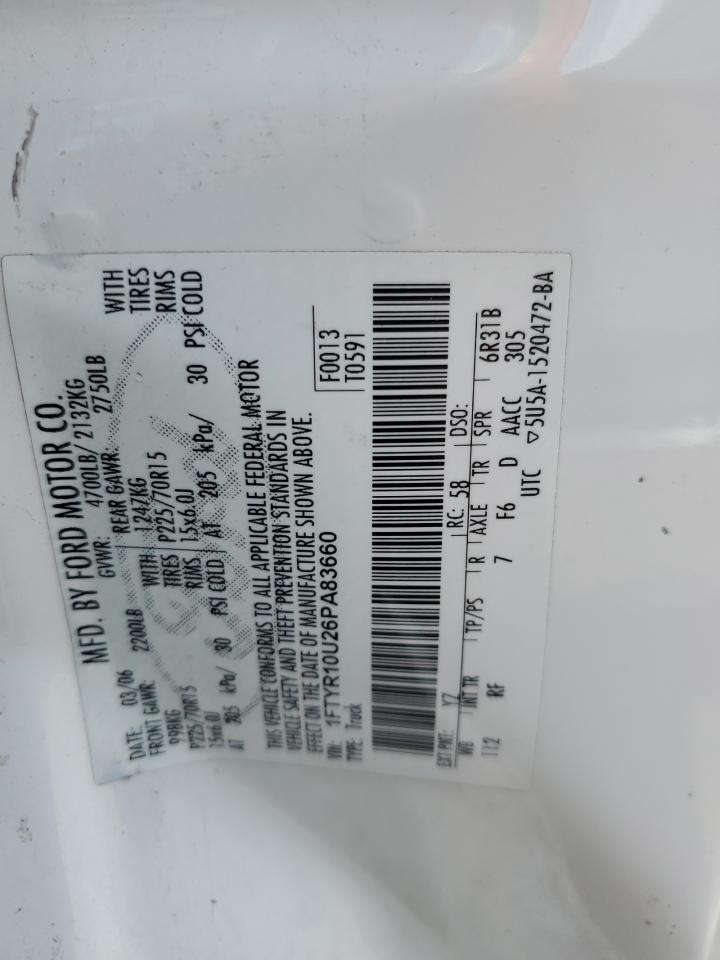 MFD. BY FORD MOTOR CO.
DATE: 03/06 GVWR: 4700LB/ 2132KG
FRONT GAWR: 2200LB REAR GAWR: 2750LB
998KG WITH 1247KG WITH
P225/70R15 TIRES P225/70R15 TIRES
15x6.0J RIMS 15x6.0J RIMS
AT 205 kPa/ 30 PSI COLD AT 205 kPa/ 30 PSI COLD
THIS VEHICLE CONFORMS TO ALL APPLICABLE FEDERAL MOTOR
VEHICLE SAFETY AND THEFT PREVENTION STANDARDS IN
EFFECT ON THE DATE OF MANUFACTURE SHOWN ABOVE.
VIN: 1FTYR10U26PA83660 F0013
TYPE: Truck T0591
EXT PNT: YZ RC: 58 DSO:
WB INT TR TP/PS R AXLE TR SPR 6R31B
112 RF 7 F6 D AACC 305
UTC ▽5U5A-1520472-BA